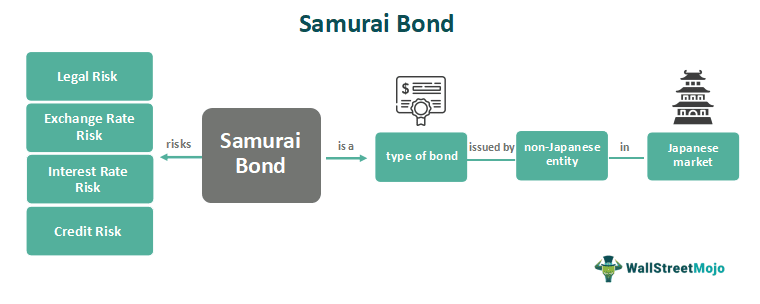 Samurai Bond
Legal Risk
Exchange Rate
Risk
Interest Rate
Risk
Credit Risk
risks
Samurai
Bond
is a
$
type of bond
issued by
non-Japanese
entity
in
Japanese
market
WallStreetMojo